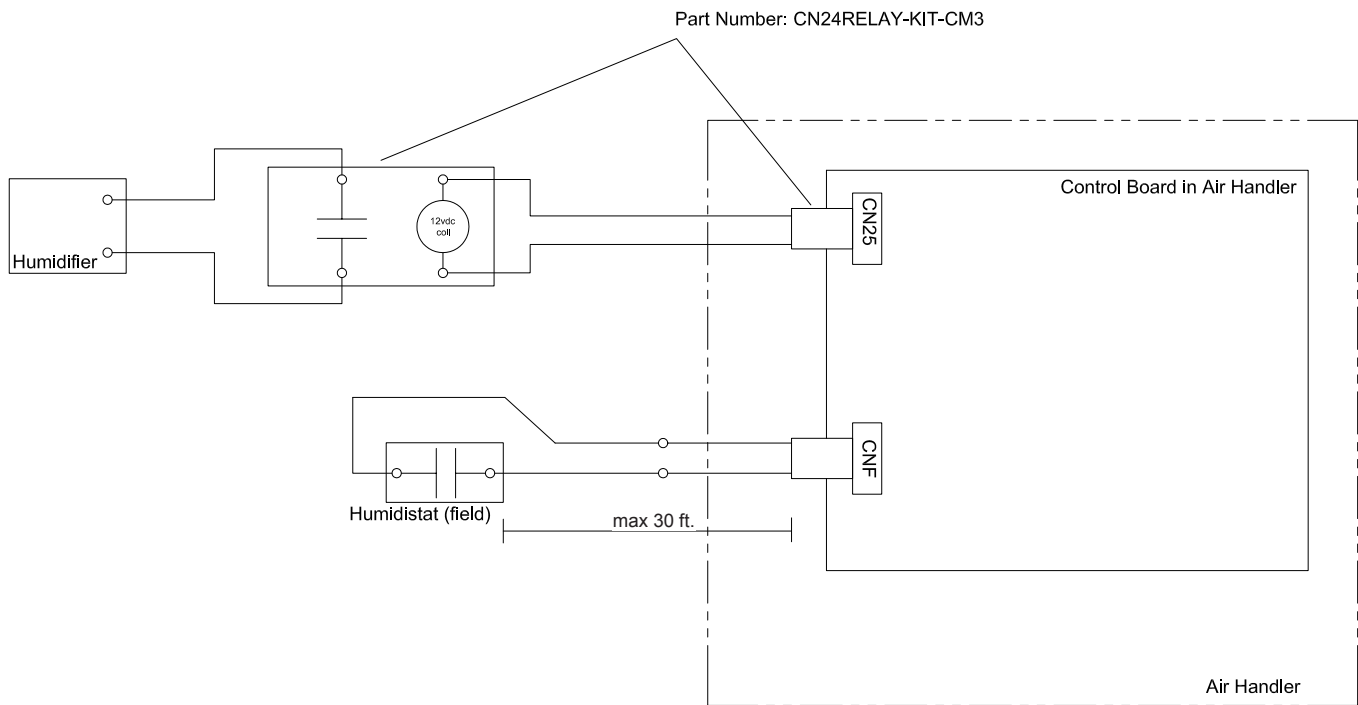 Part Number: CN24RELAY-KIT-CM3
Control Board in Air Handler
CN25
12vdc
coil
Humidifier
CNF
Humidistat (field)
max 30 ft.
Air Handler